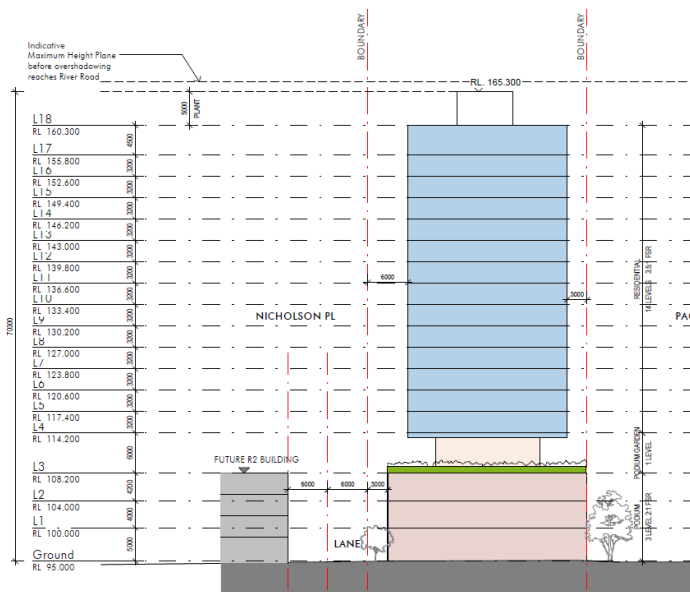 BOUNDARY
BOUNDARY
Indicative
Maximum Height Plane
before overshadowing
reaches River Road
RL. 165.300
5000
PLANT
L18
RL 160.300
4500
L17
RL 155.800
3200
L16
RL 152.600
3200
L15
RL 149.400
3200
L14
RL 146.200
3200
L13
RL 143.000
3200
L12
RL 139.800
3200
L11
RL 136.600
3200
L10
RL 133.400
3200
L9
RL 130.200
3200
L8
RL 127.000
3200
L7
RL 123.800
3200
L6
RL 120.600
3200
L5
RL 117.400
3200
L4
RL 114.200
6000
L3
RL 108.200
4200
L2
RL 104.000
4000
L1
RL 100.000
5000
Ground
RL 95.000
70300
6000
3000
NICHOLSON PL
PAC
RESIDENTIAL
14 LEVELS 3.5:1 FSR
FUTURE R2 BUILDING
6000
6000
3000
PODIUM GARDEN
1 LEVEL
PODIUM
3 LEVEL 2:1 FSR
LANE